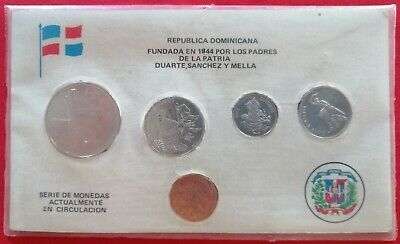 REPUBLICA DOMINICANA
FUNDADA EN 1844 POR LOS PADRES
DE LA PATRIA
DUARTE, SANCHEZ Y MELLA
SERIE DE MONEDAS
ACTUALMENTE
EN CIRCULACION